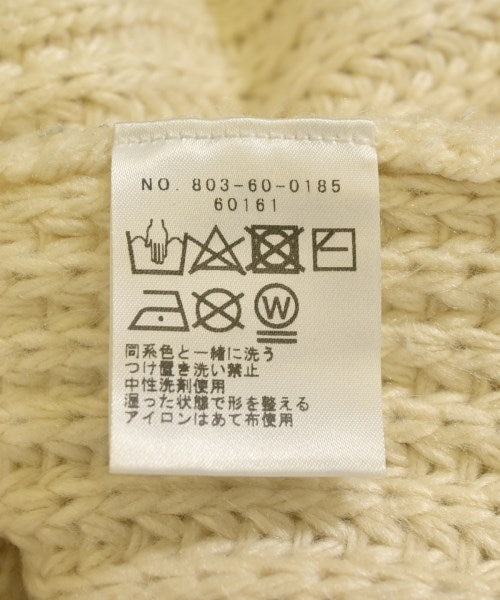 NO. 803-60-0185
60161
W
同系色と一緒に洗う
つけ置き洗い禁止
中性洗剤使用
湿った状態で形を整える
アイロンはあて布使用